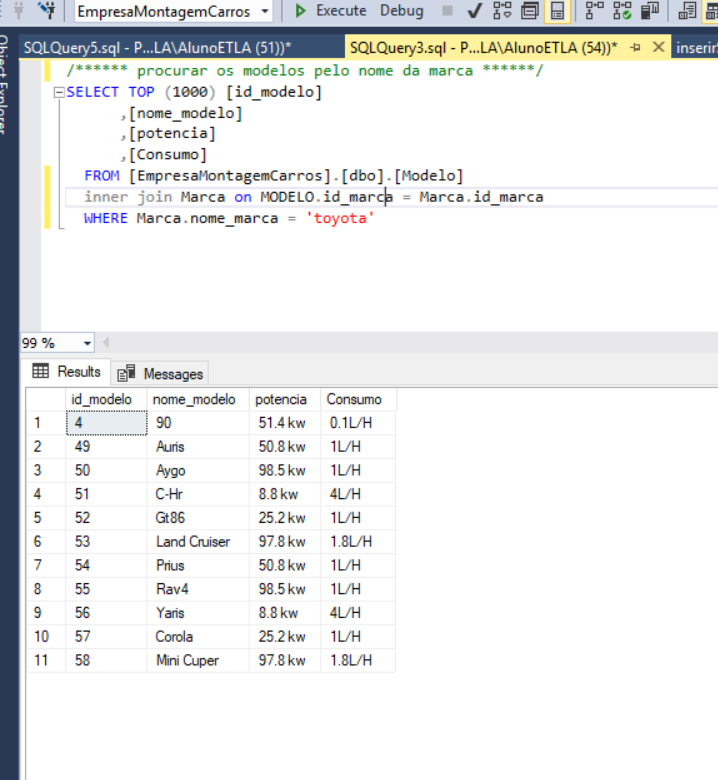 EmpresaMontagemCarros Execute Debug
Object Explorer
SQLQuery5.sql - P...LA\AlunoETLA (51))* SQLQuery3.sql - P...LA\AlunoETLA (54))* inserir
/****** procurar os modelos pelo nome da marca ******/
SELECT TOP (1000) [id_modelo]
,[nome_modelo]
,[potencia]
,[Consumo]
FROM [EmpresaMontagemCarros].[dbo].[Modelo]
inner join Marca on MODELO.id_marca = Marca.id_marca
WHERE Marca.nome_marca = 'toyota'
99 %
Results Messages
id_modelo nome_modelo potencia Consumo
1 4 90 51.4 kw 0.1L/H
2 49 Auris 50.8 kw 1L/H
3 50 Aygo 98.5 kw 1L/H
4 51 C-Hr 8.8 kw 4L/H
5 52 Gt86 25.2 kw 1L/H
6 53 Land Cruiser 97.8 kw 1.8L/H
7 54 Prius 50.8 kw 1L/H
8 55 Rav4 98.5 kw 1L/H
9 56 Yaris 8.8 kw 4L/H
10 57 Corola 25.2 kw 1L/H
11 58 Mini Cuper 97.8 kw 1.8L/H